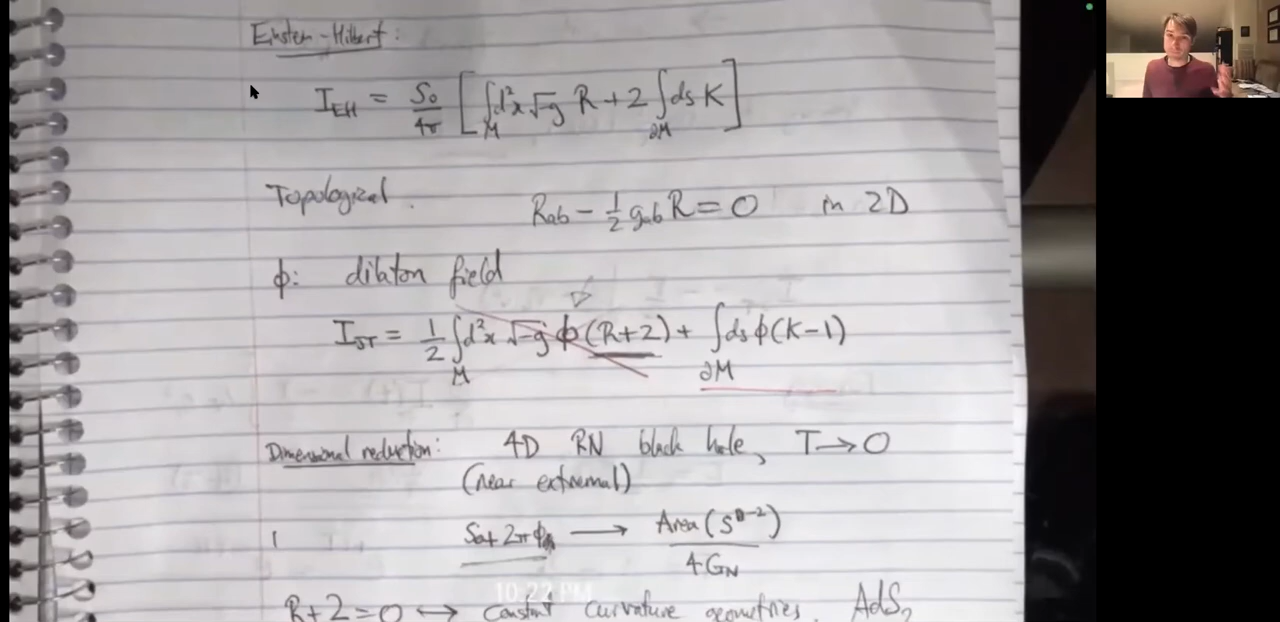 Einstein-Hilbert:
I_EH = S₀/4π [ ∫_M d²x √-g R + 2 ∫_∂M ds K ]
Topological. R_ab - ½ g_ab R = 0 in 2D
ϕ: dilaton field
I_JT = ½ ∫_M d²x √-g ϕ(R+2) + ∫_∂M ds ϕ(K-1)
Dimensional reduction: 4D RN black hole, T→0
(near extremal)
S₀+2πϕ_h → Area(S^{D-2})/4G_N
10:22 PM
R+2=0 ↔ constant curvature geometries. AdS₂